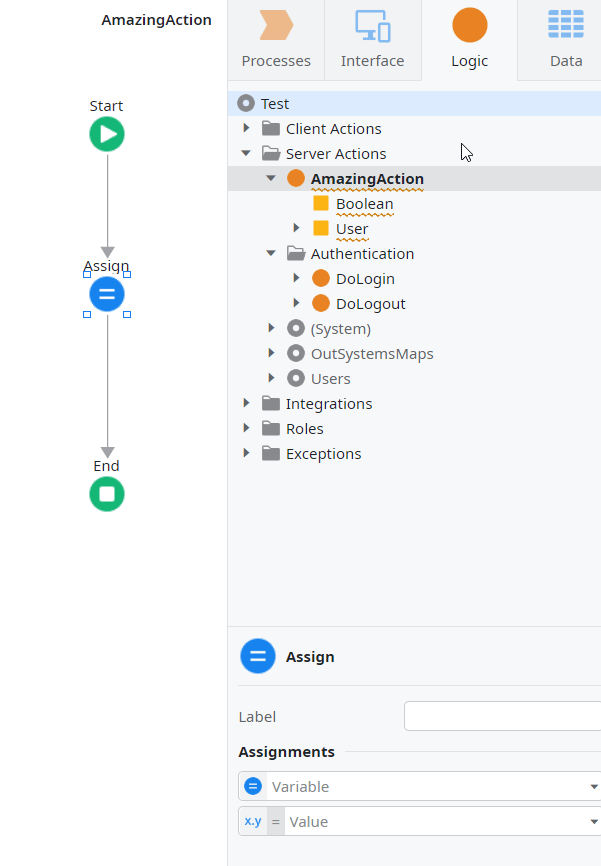 AmazingAction
Start
Assign
End
Processes
Interface
Logic
Data
Test
Client Actions
Server Actions
AmazingAction
Boolean
User
Authentication
DoLogin
DoLogout
(System)
OutSystemsMaps
Users
Integrations
Roles
Exceptions
Assign
Label
Assignments
Variable
x.y = Value